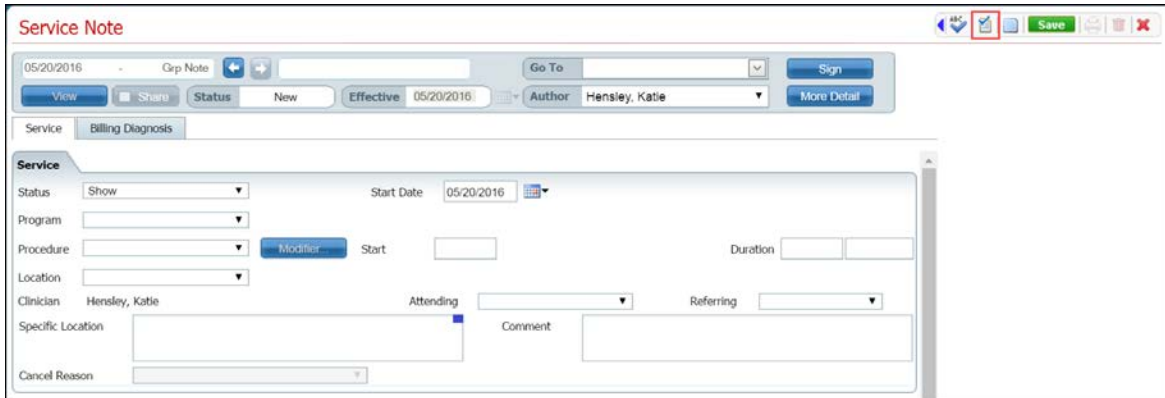 Service Note
ABC
Save
05/20/2016 - Grp Note
Go To
Sign
View
Share
Status New
Effective 05/20/2016
Author Hensley, Katie
More Detail
Service Billing Diagnosis
Service
Status Show Start Date 05/20/2016
Program
Procedure Modifier... Start Duration
Location
Clinician Hensley, Katie Attending Referring
Specific Location Comment
Cancel Reason